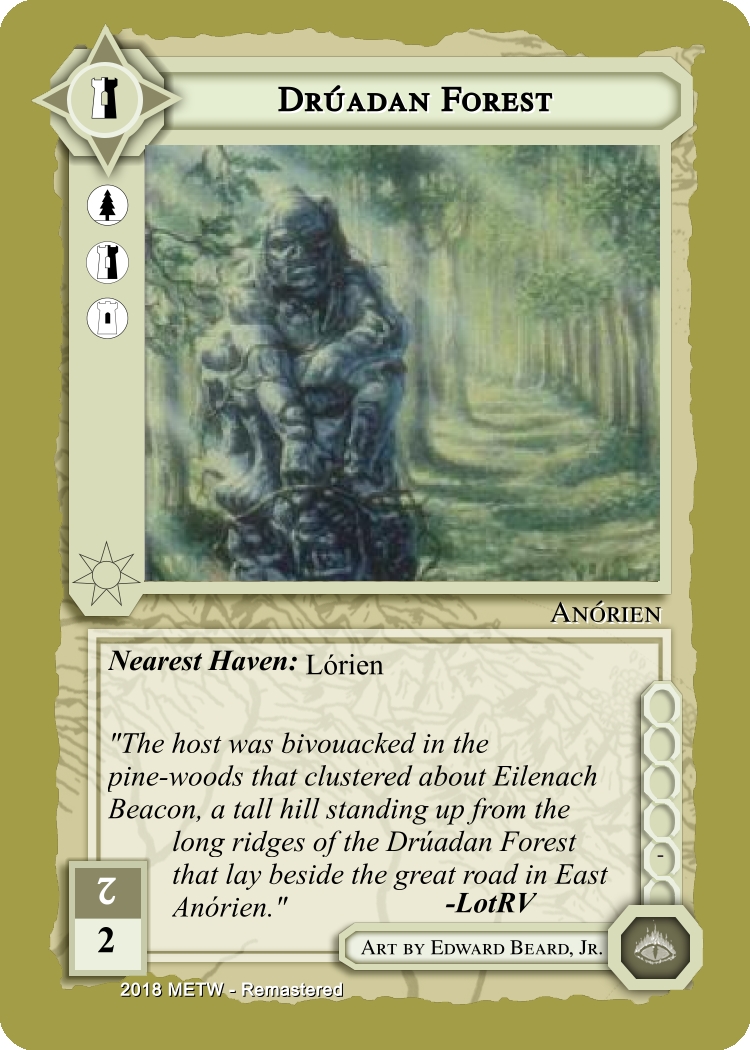 DRÚADAN FOREST
ANÓRIEN
Nearest Haven: Lórien
"The host was bivouacked in the
pine-woods that clustered about Eilenach
Beacon, a tall hill standing up from the
long ridges of the Drúadan Forest
that lay beside the great road in East
Anórien." -LotRV
-
2
2
ART BY EDWARD BEARD, JR.
2018 METW - Remastered